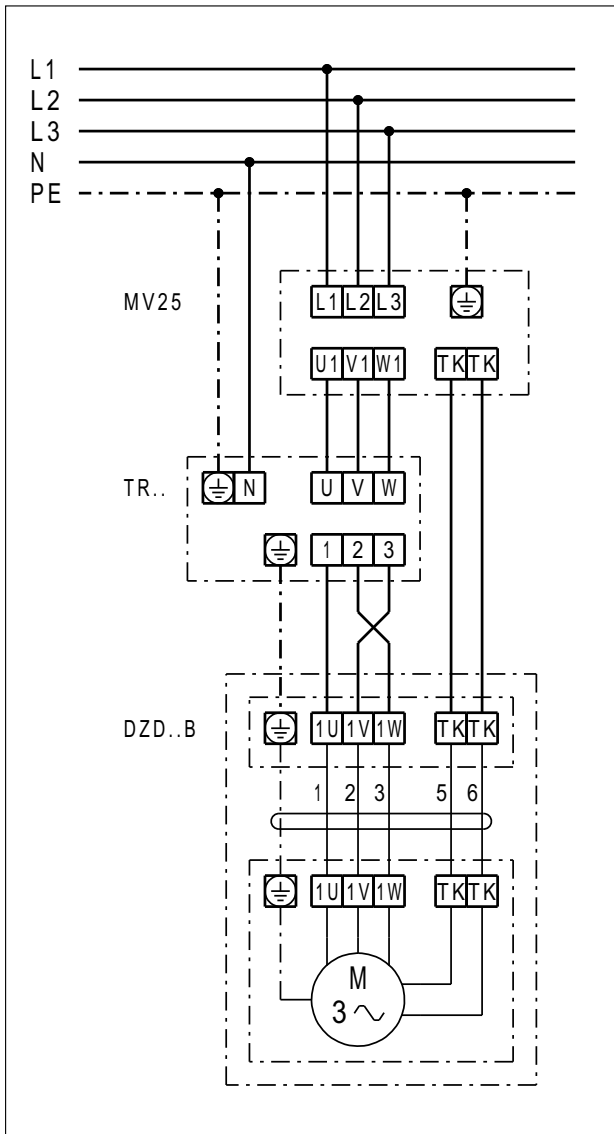 L1
L2
L3
N
PE
MV25
L1 L2 L3
U1 V1 W1 TK TK
TR..
N U V W
1 2 3
DZD..B
1U 1V 1W TK TK
1 2 3 5 6
1U 1V 1W TK TK
M
3